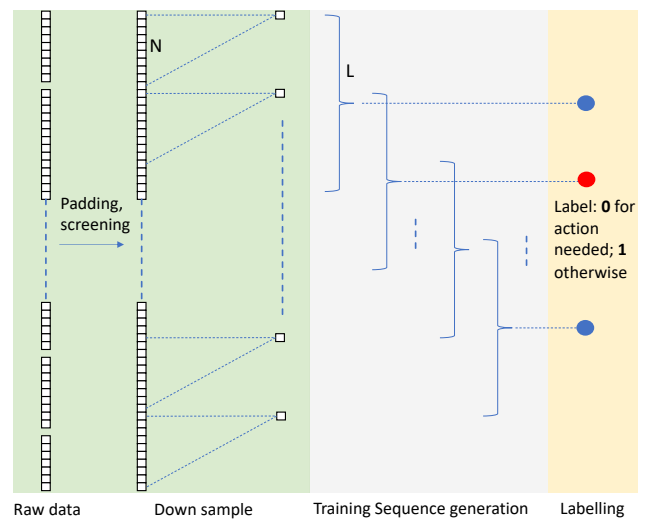 N
L
Padding,
screening
Label: 0 for
action
needed; 1
otherwise
Raw data
Down sample
Training Sequence generation
Labelling